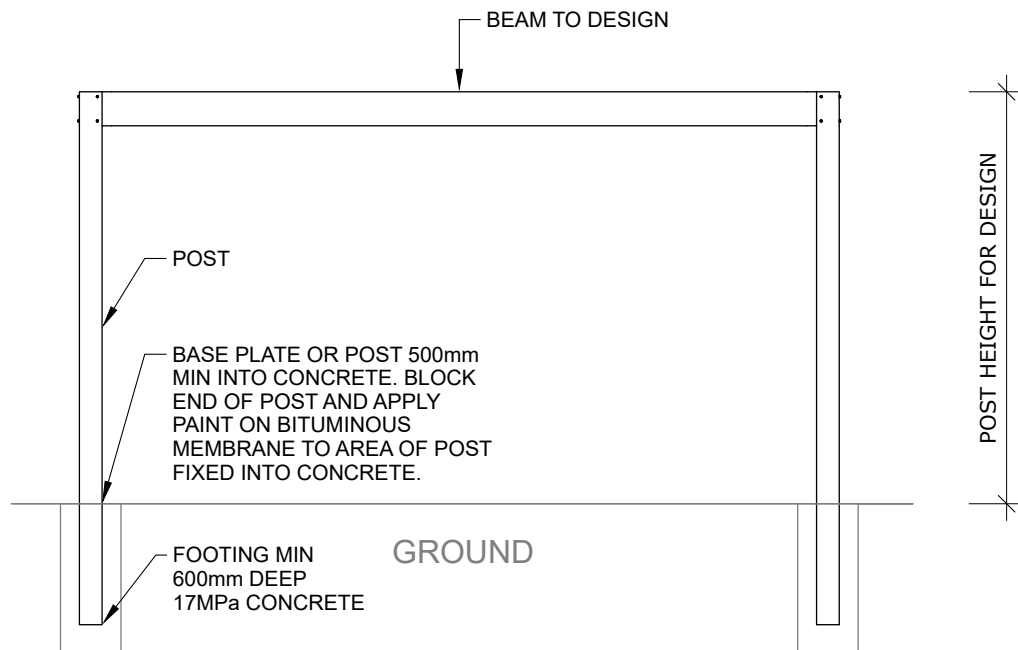 BEAM TO DESIGN
POST
BASE PLATE OR POST 500mm
MIN INTO CONCRETE. BLOCK
END OF POST AND APPLY
PAINT ON BITUMINOUS
MEMBRANE TO AREA OF POST
FIXED INTO CONCRETE.
POST HEIGHT FOR DESIGN
GROUND
FOOTING MIN
600mm DEEP
17MPa CONCRETE